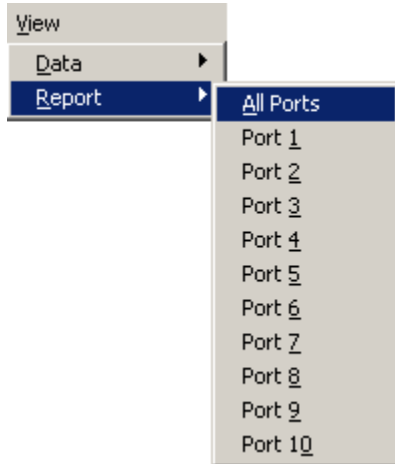 View
Data
Report
All Ports
Port 1
Port 2
Port 3
Port 4
Port 5
Port 6
Port 7
Port 8
Port 9
Port 10